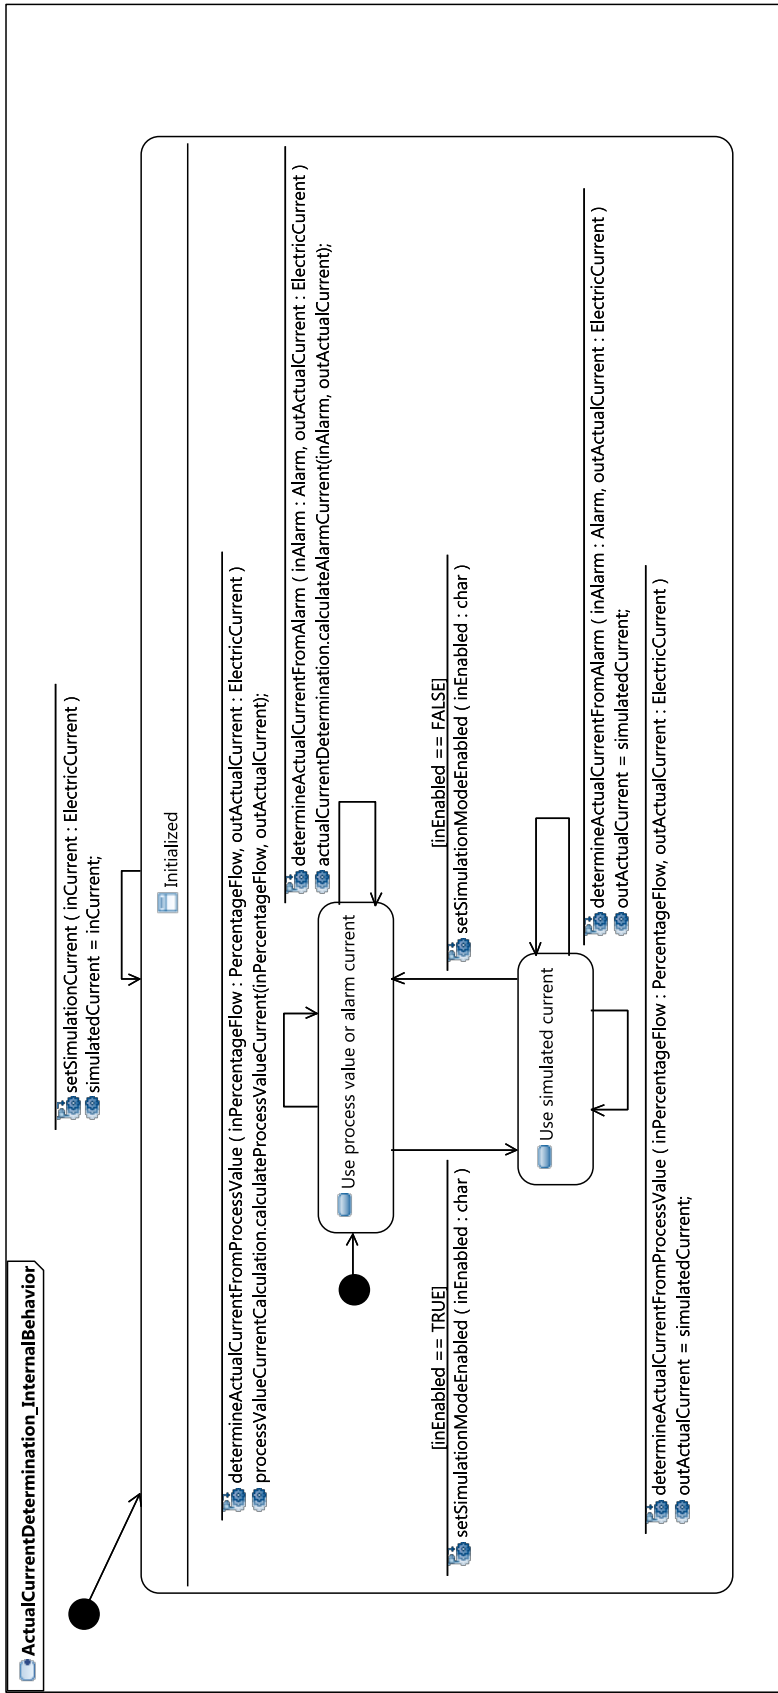 ActualCurrentDetermination_InternalBehavior
setSimulationCurrent ( inCurrent : ElectricCurrent )
simulatedCurrent = inCurrent;
Initialized
determineActualCurrentFromProcessValue ( inPercentageFlow : PercentageFlow, outActualCurrent : ElectricCurrent )
processValueCurrentCalculation.calculateProcessValueCurrent(inPercentageFlow, outActualCurrent);
determineActualCurrentFromAlarm ( inAlarm : Alarm, outActualCurrent : ElectricCurrent )
actualCurrentDetermination.calculateAlarmCurrent(inAlarm, outActualCurrent);
Use process value or alarm current
[inEnabled == TRUE]
setSimulationModeEnabled ( inEnabled : char )
[inEnabled == FALSE]
setSimulationModeEnabled ( inEnabled : char )
Use simulated current
determineActualCurrentFromAlarm ( inAlarm : Alarm, outActualCurrent : ElectricCurrent )
outActualCurrent = simulatedCurrent;
determineActualCurrentFromProcessValue ( inPercentageFlow : PercentageFlow, outActualCurrent : ElectricCurrent )
outActualCurrent = simulatedCurrent;